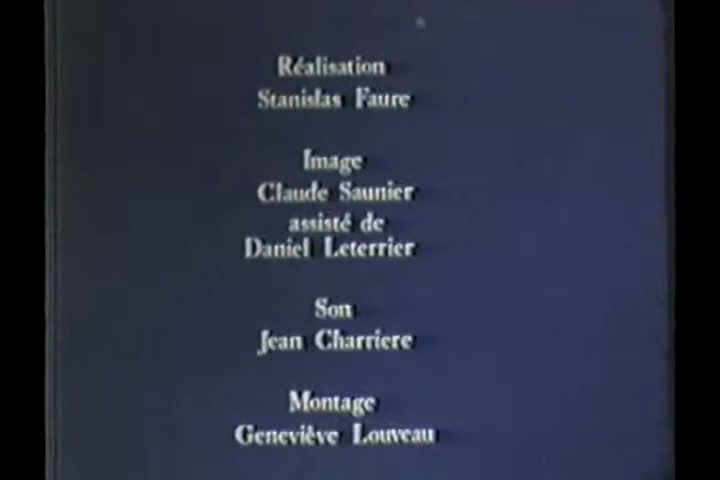 Réalisation
Stanislas Faure
Image
Claude Saunier
assisté de
Daniel Leterrier
Son
Jean Charriere
Montage
Geneviève Louveau